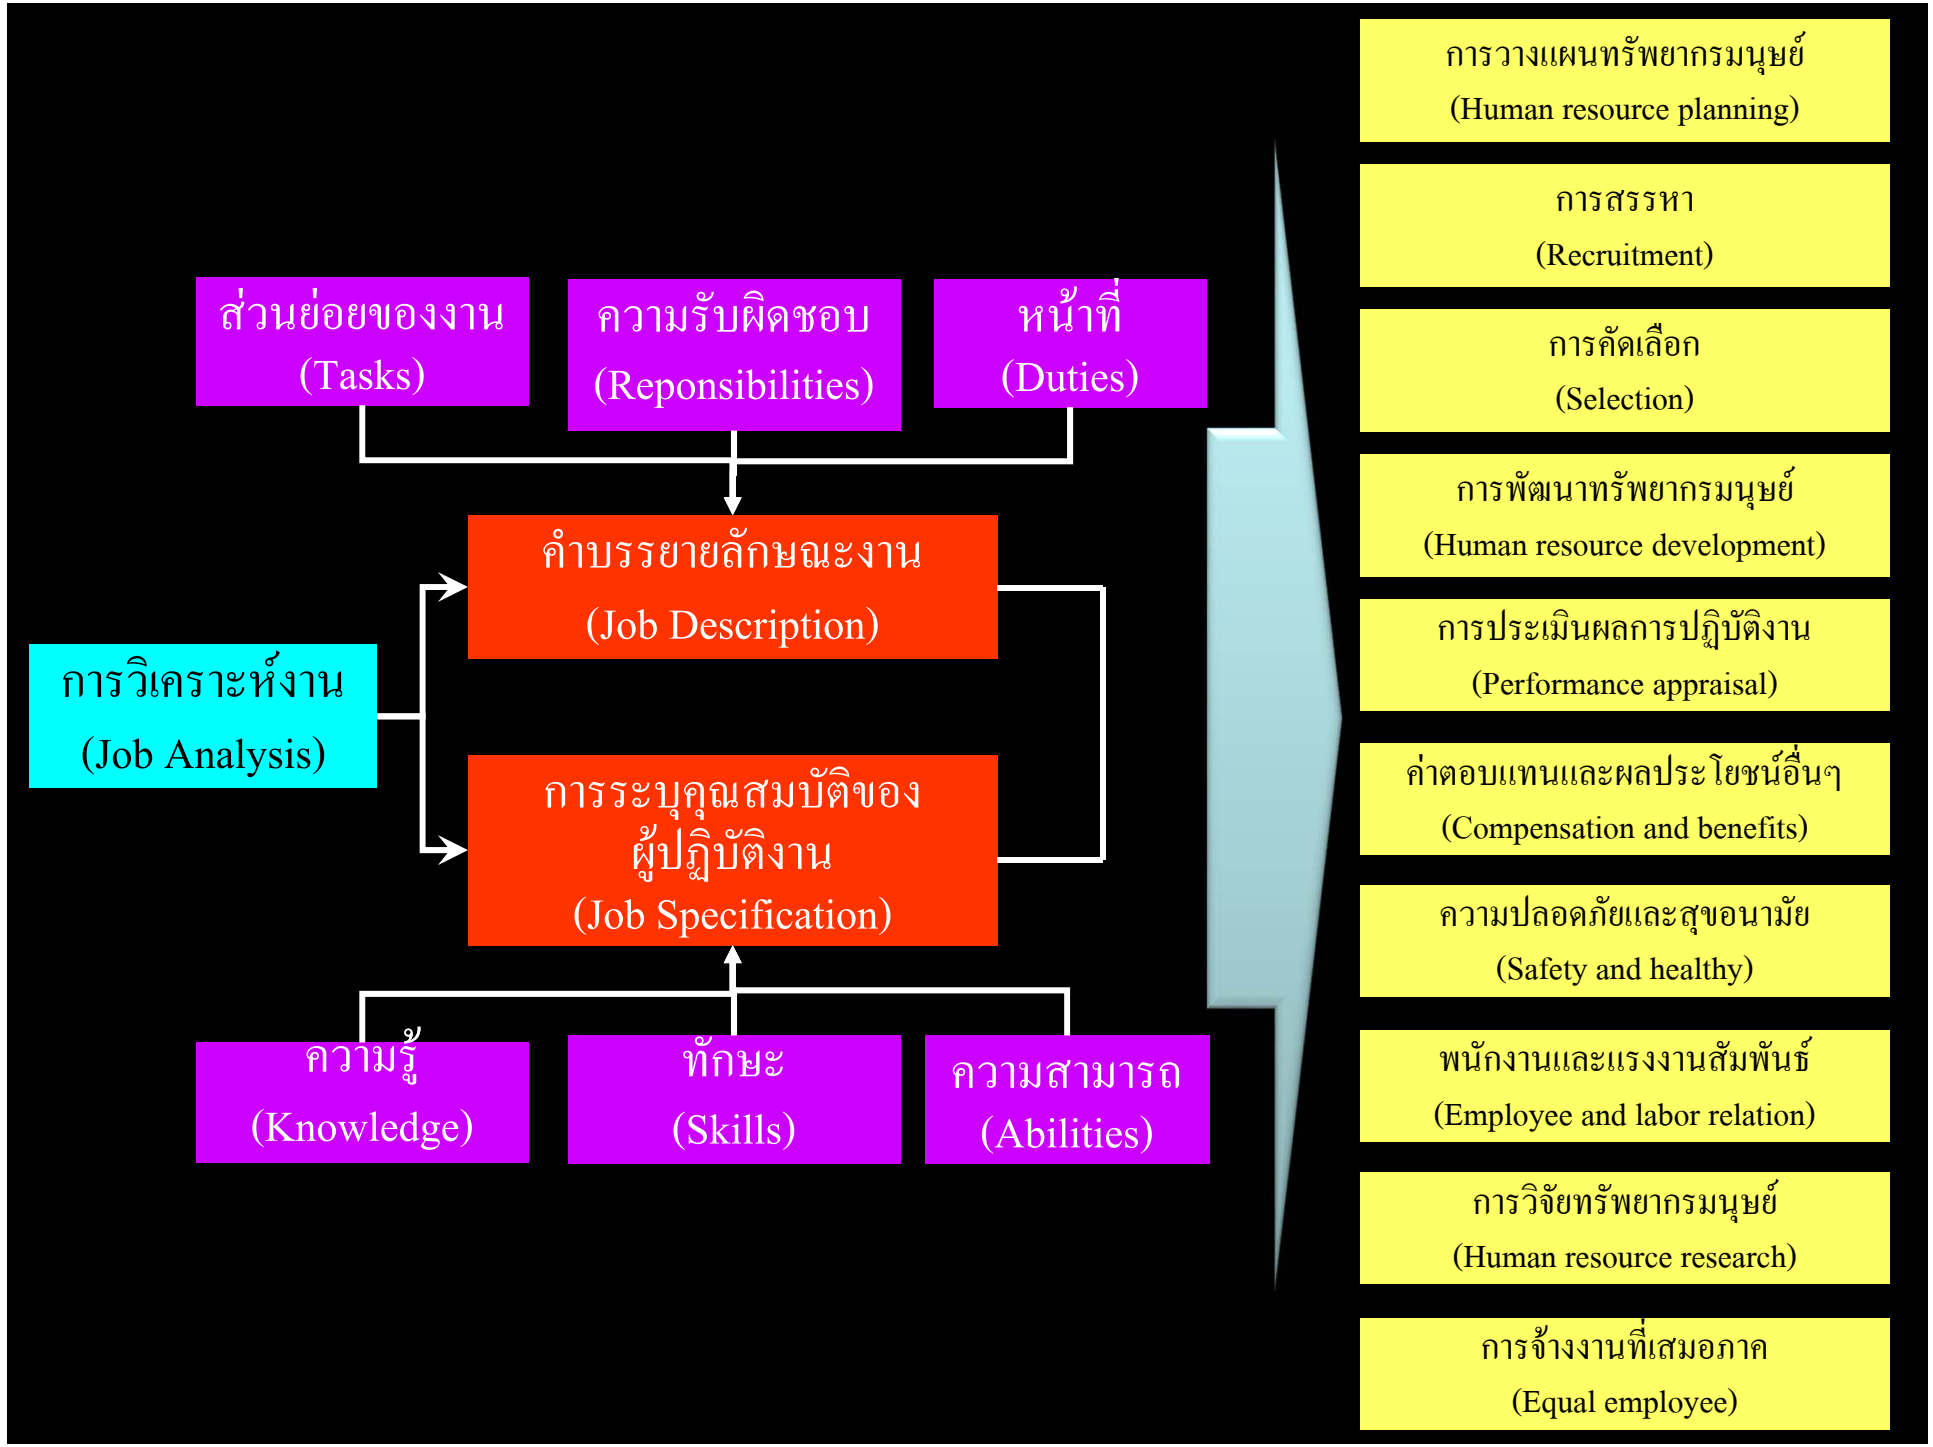 ส่วนย่อยของงาน
(Tasks)
ความรับผิดชอบ
(Reponsibilities)
หน้าที่
(Duties)
คำบรรยายลักษณะงาน
(Job Description)
การวิเคราะห์งาน
(Job Analysis)
การระบุคุณสมบัติของ
ผู้ปฏิบัติงาน
(Job Specification)
ความรู้
(Knowledge)
ทักษะ
(Skills)
ความสามารถ
(Abilities)
การวางแผนทรัพยากรมนุษย์
(Human resource planning)
การสรรหา
(Recruitment)
การคัดเลือก
(Selection)
การพัฒนาทรัพยากรมนุษย์
(Human resource development)
การประเมินผลการปฏิบัติงาน
(Performance appraisal)
ค่าตอบแทนและผลประโยชน์อื่นๆ
(Compensation and benefits)
ความปลอดภัยและสุขอนามัย
(Safety and healthy)
พนักงานและแรงงานสัมพันธ์
(Employee and labor relation)
การวิจัยทรัพยากรมนุษย์
(Human resource research)
การจ้างงานที่เสมอภาค
(Equal employee)